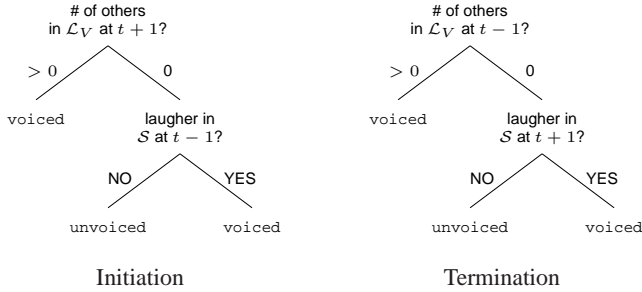 # of others
in ℒ_V at t + 1?
> 0
0
voiced
laugher in
𝒮 at t − 1?
NO
YES
unvoiced
voiced
Initiation
# of others
in ℒ_V at t − 1?
> 0
0
voiced
laugher in
𝒮 at t + 1?
NO
YES
unvoiced
voiced
Termination